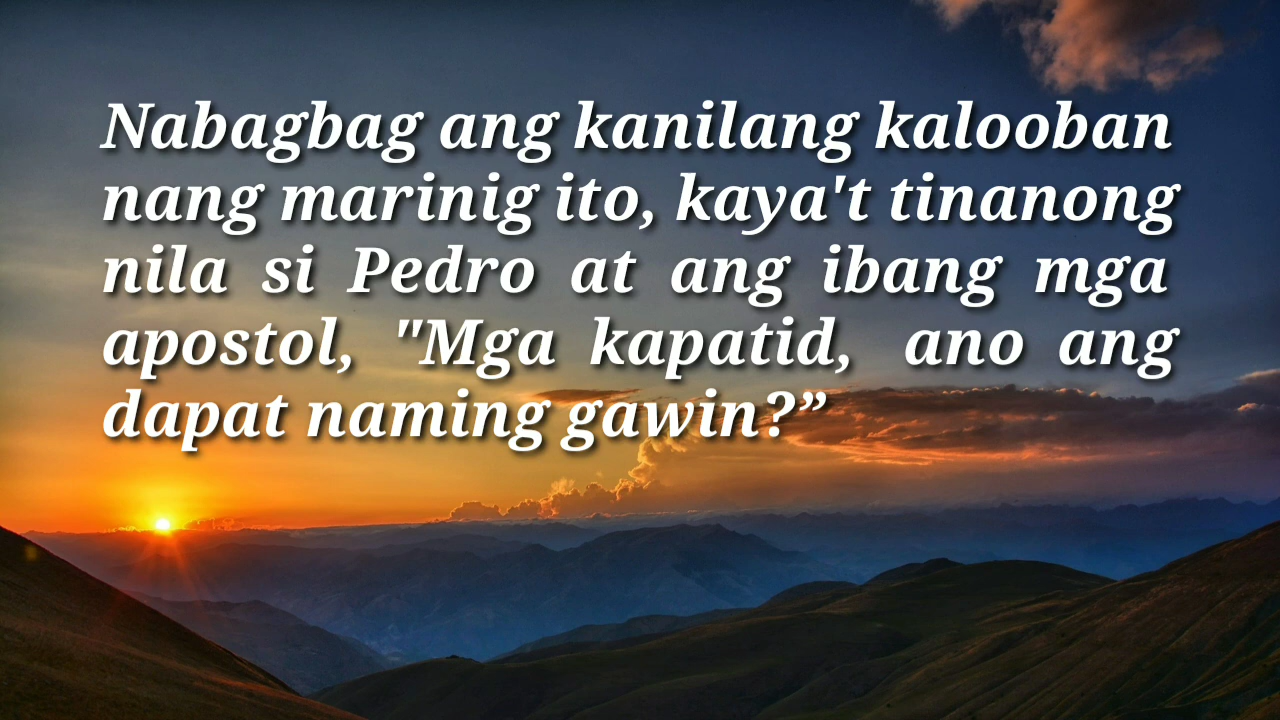 Nabagbag ang kanilang kalooban
nang marinig ito, kaya't tinanong
nila si Pedro at ang ibang mga
apostol, "Mga kapatid, ano ang
dapat naming gawin?”